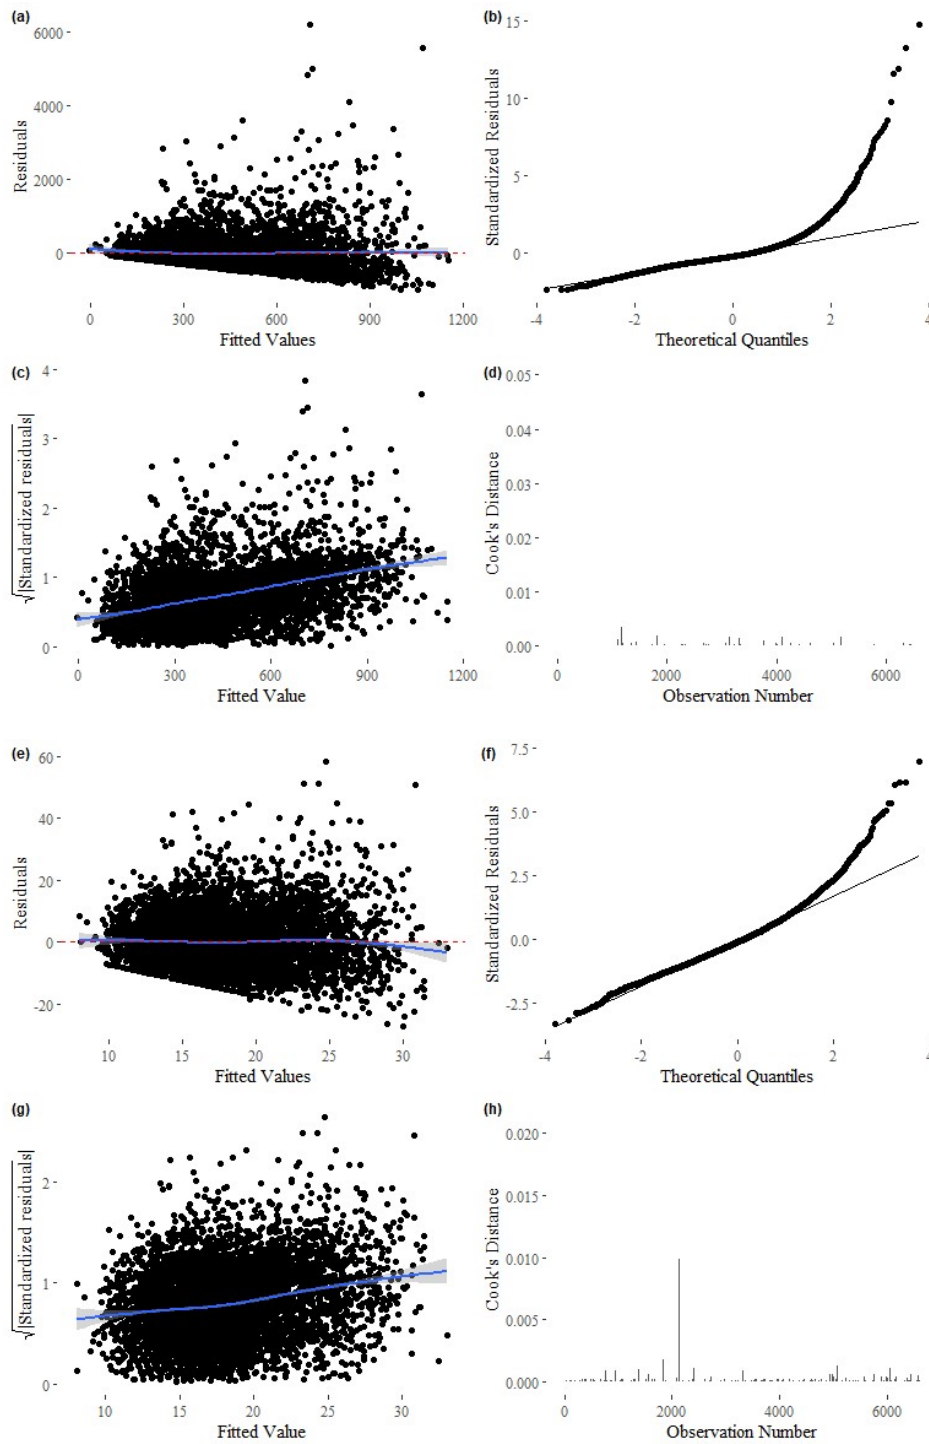 (a)
6000
4000
2000
0
Residuals
0 300 600 900 1200
Fitted Values
(b)
15
10
5
0
Standardized Residuals
-4 -2 0 2 4
Theoretical Quantiles
(c)
4
3
2
1
0
√|Standardized residuals|
0 300 600 900 1200
Fitted Value
(d)
0.05
0.04
0.03
0.02
0.01
0.00
Cook's Distance
0 2000 4000 6000
Observation Number
(e)
60
40
20
0
-20
Residuals
10 15 20 25 30
Fitted Values
(f)
7.5
5.0
2.5
0.0
-2.5
Standardized Residuals
-4 -2 0 2 4
Theoretical Quantiles
(g)
2
1
0
√|Standardized residuals|
10 15 20 25 30
Fitted Value
(h)
0.020
0.015
0.010
0.005
0.000
Cook's Distance
0 2000 4000 6000
Observation Number